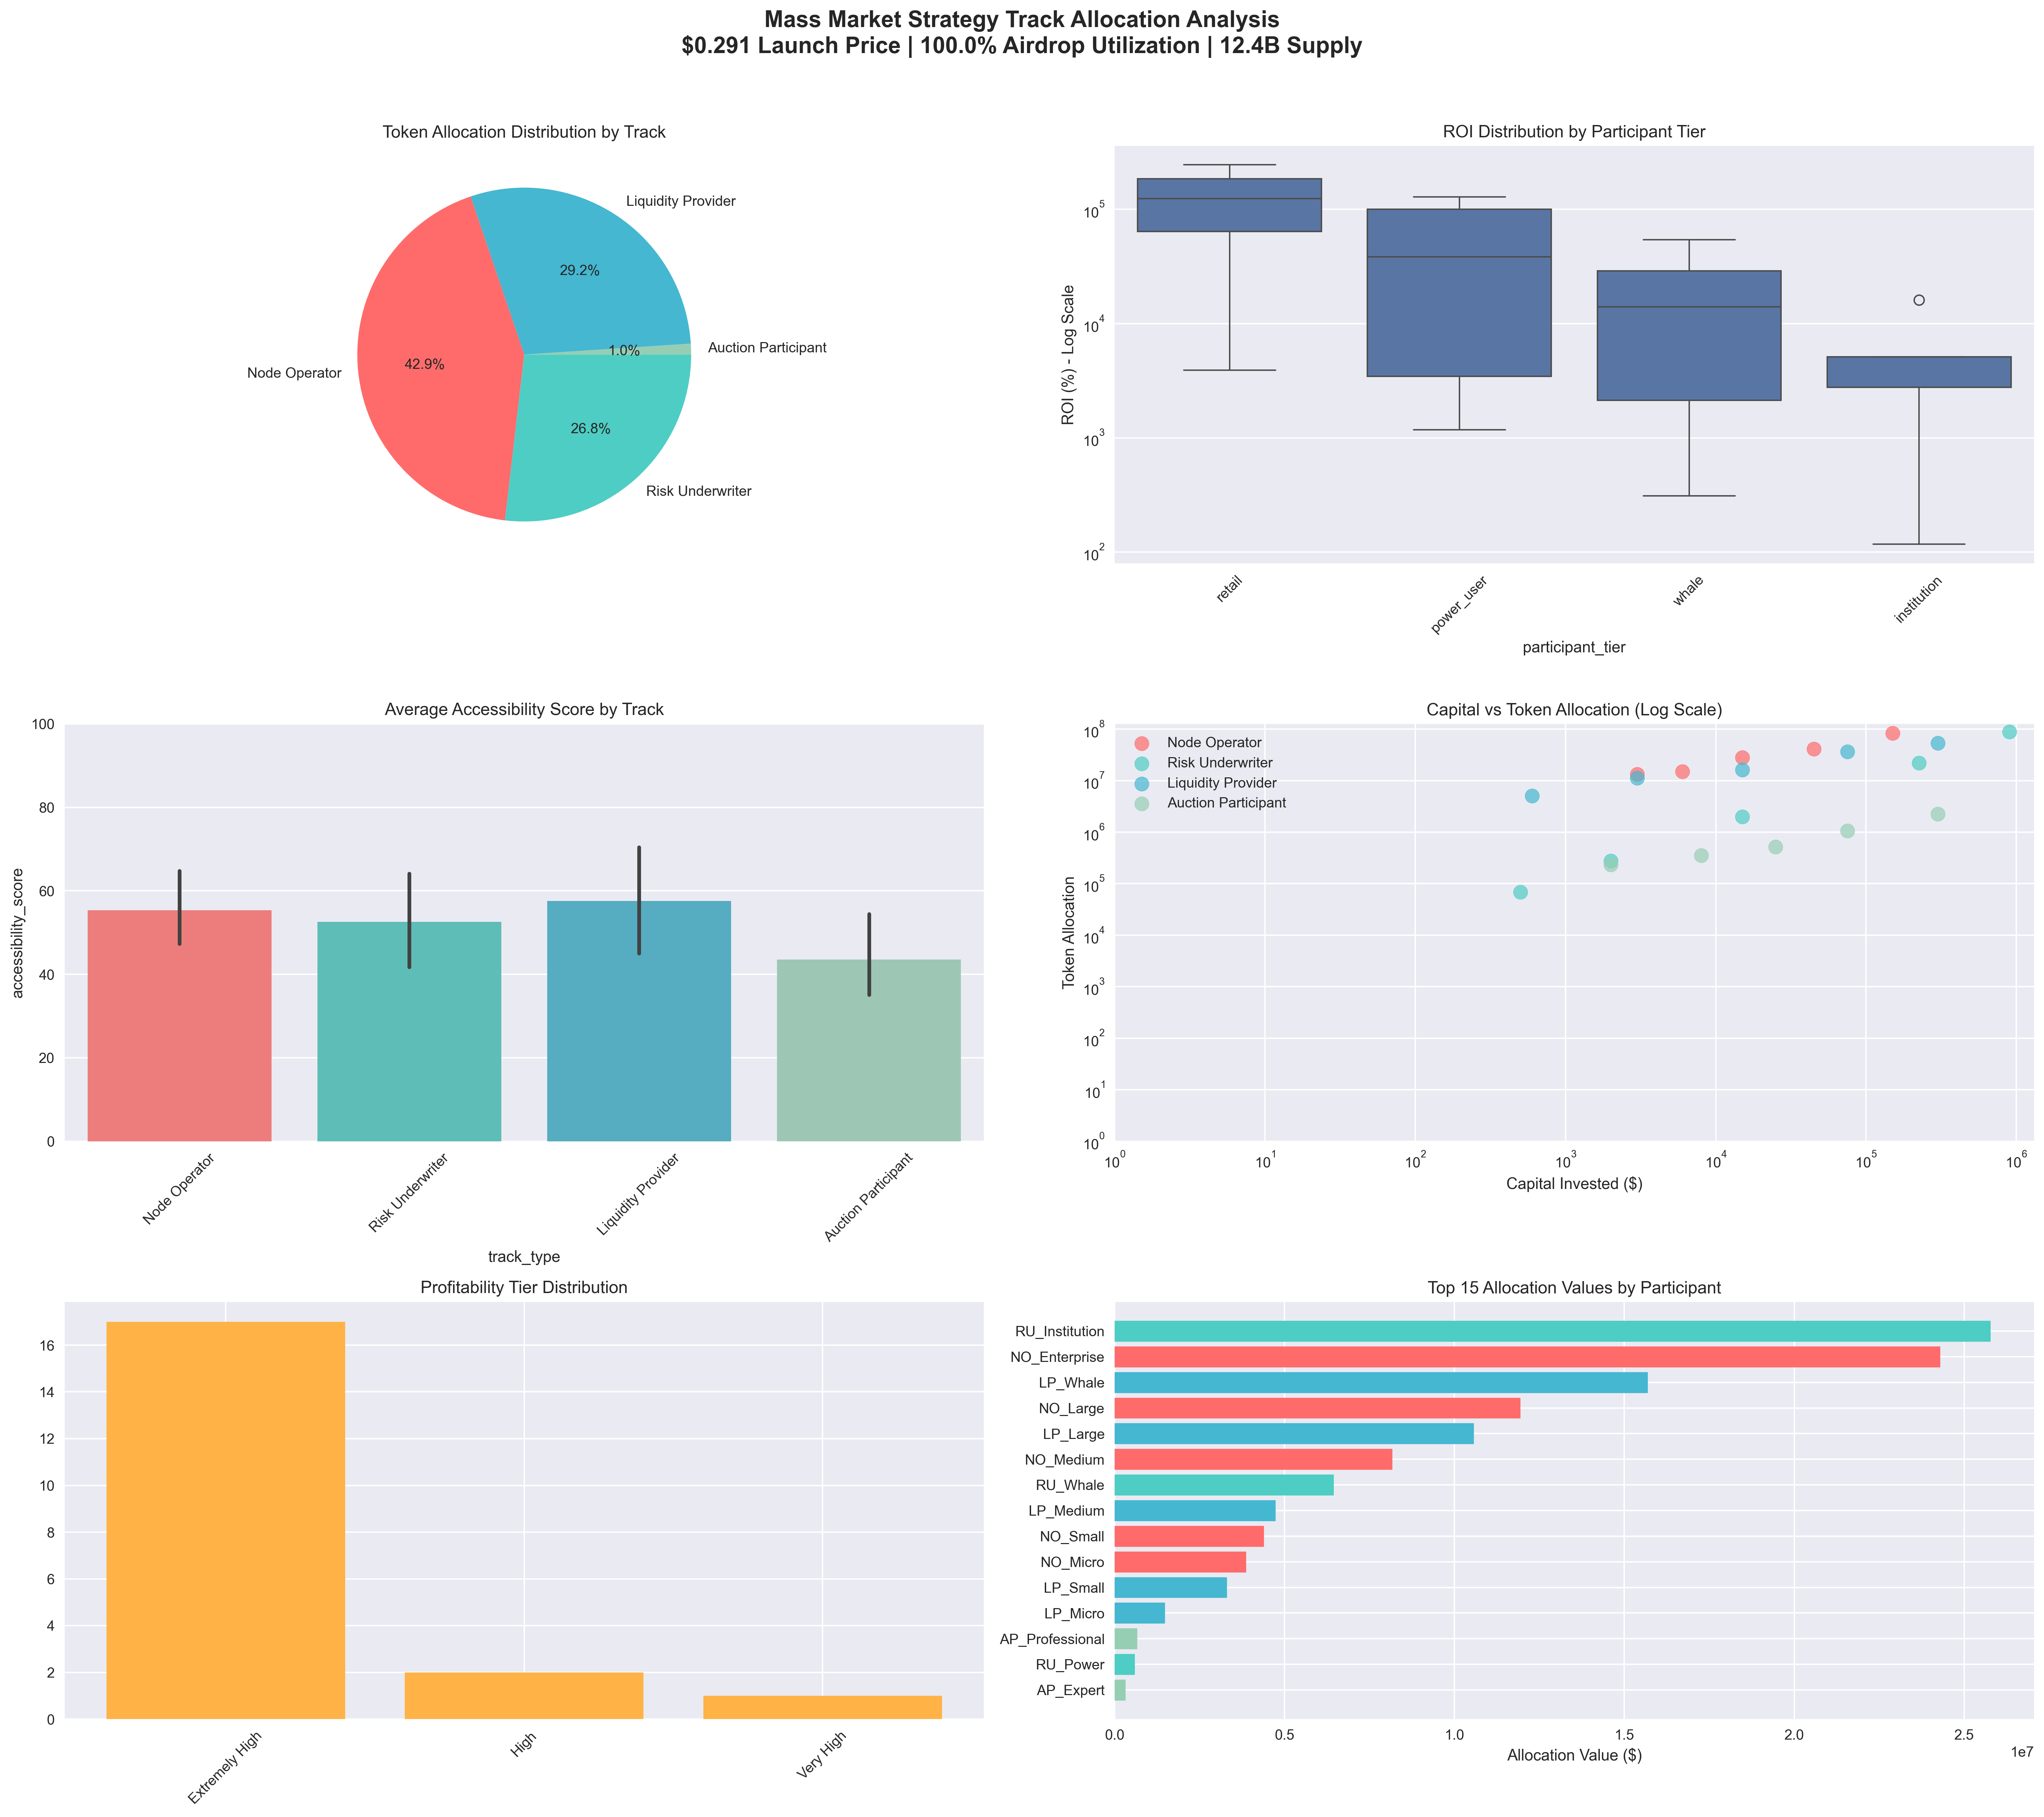 Mass Market Strategy Track Allocation Analysis
$0.291 Launch Price | 100.0% Airdrop Utilization | 12.4B Supply
Token Allocation Distribution by Track
Liquidity Provider
29.2%
Auction Participant
1.0%
Node Operator
42.9%
26.8%
Risk Underwriter
ROI Distribution by Participant Tier
ROI (%) - Log Scale
10^5
10^4
10^3
10^2
retail
power_user
whale
institution
participant_tier
Average Accessibility Score by Track
accessibility_score
100
80
60
40
20
0
Node Operator
Risk Underwriter
Liquidity Provider
Auction Participant
track_type
Capital vs Token Allocation (Log Scale)
Node Operator
Risk Underwriter
Liquidity Provider
Auction Participant
Token Allocation
10^8
10^7
10^6
10^5
10^4
10^3
10^2
10^1
10^0
10^0
10^1
10^2
10^3
10^4
10^5
10^6
Capital Invested ($)
Profitability Tier Distribution
16
14
12
10
8
6
4
2
0
Extremely High
High
Very High
Top 15 Allocation Values by Participant
RU_Institution
NO_Enterprise
LP_Whale
NO_Large
LP_Large
NO_Medium
RU_Whale
LP_Medium
NO_Small
NO_Micro
LP_Small
LP_Micro
AP_Professional
RU_Power
AP_Expert
0.0
0.5
1.0
1.5
2.0
2.5
1e7
Allocation Value ($)